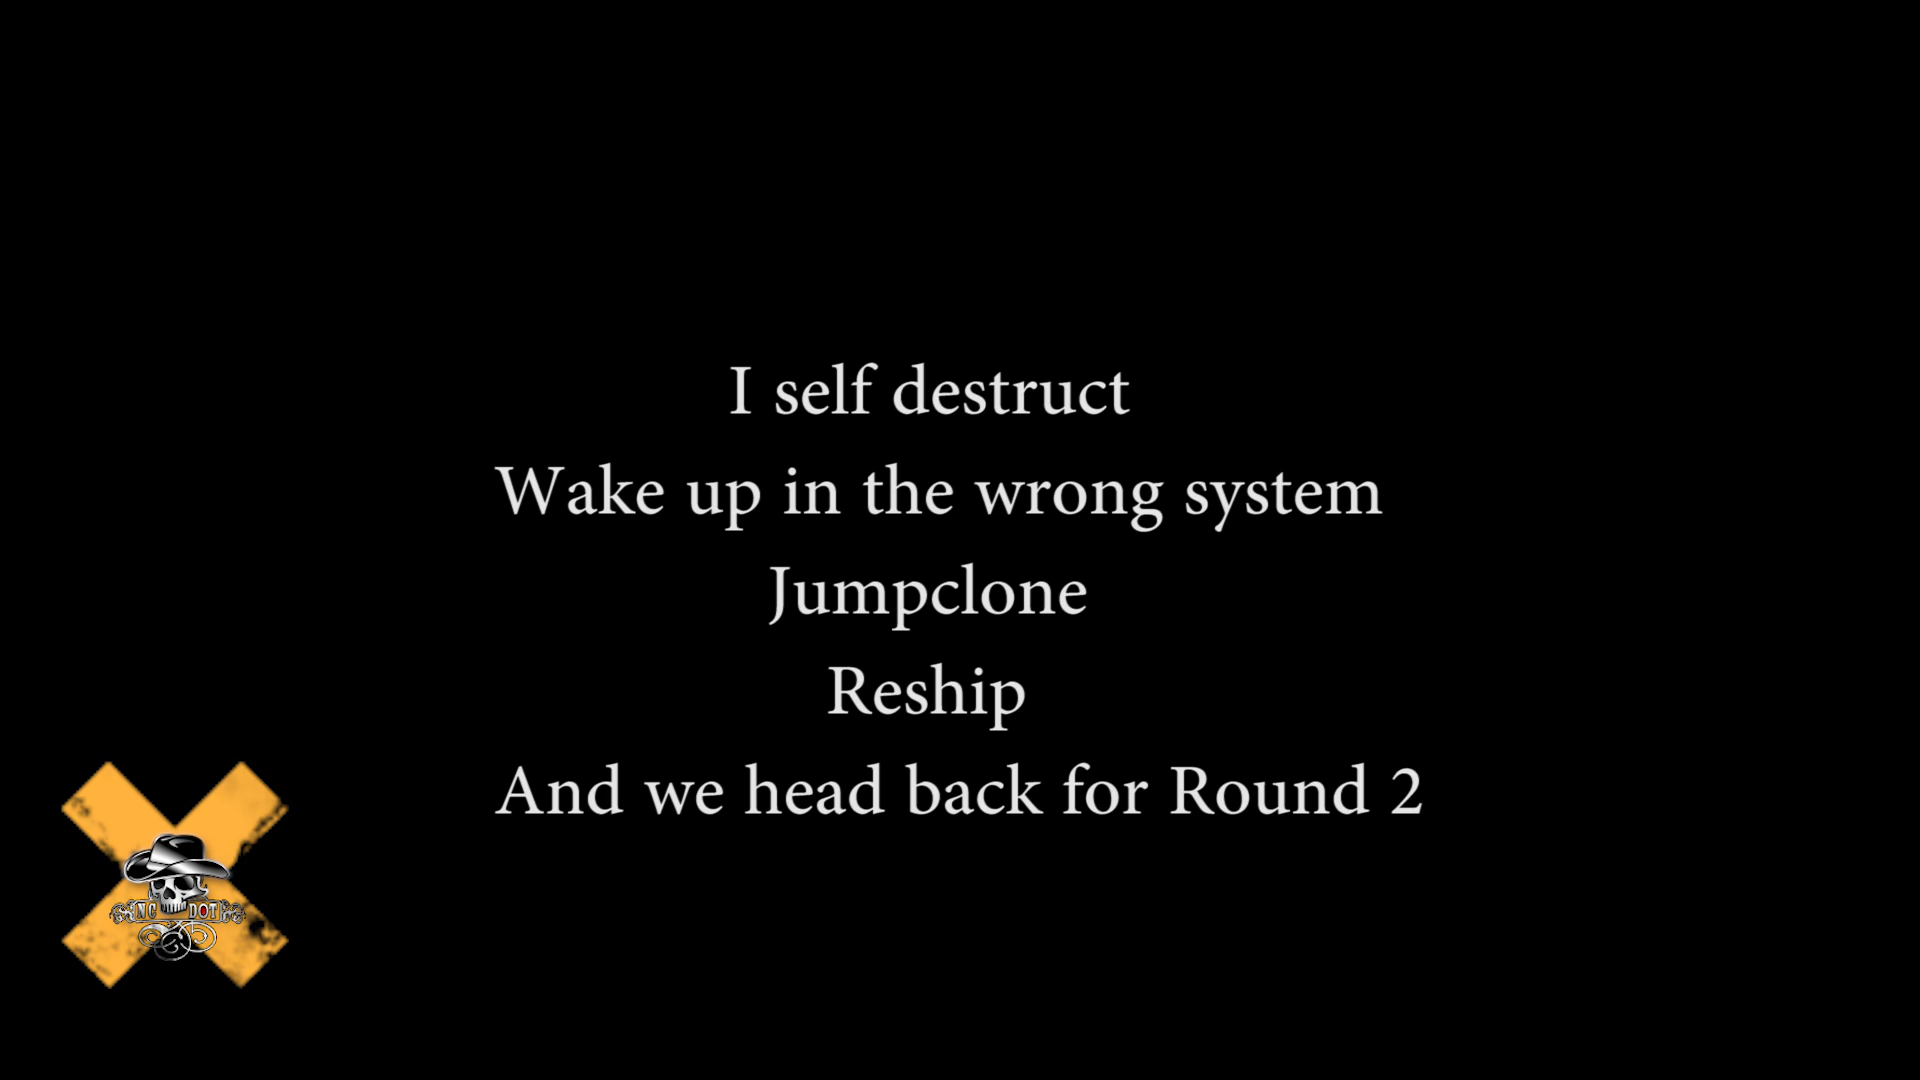 I self destruct
Wake up in the wrong system
Jumpclone
Reship
And we head back for Round 2
NC DOT